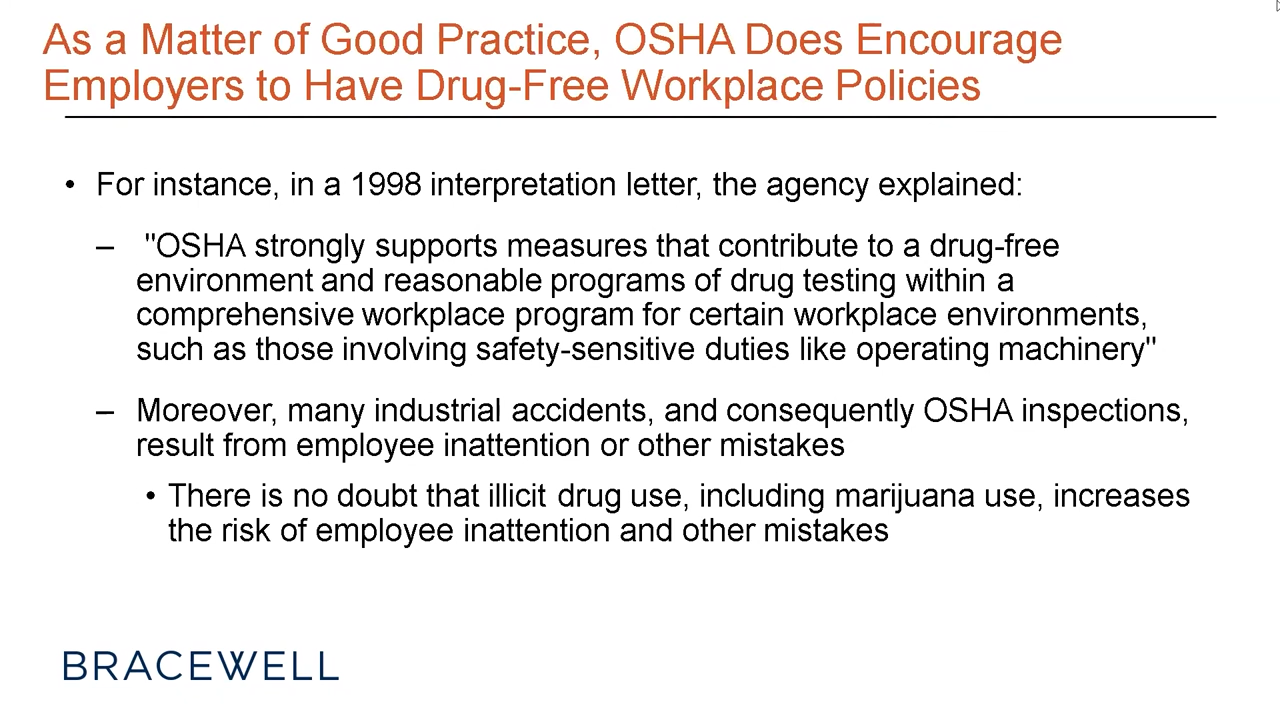 As a Matter of Good Practice, OSHA Does Encourage
Employers to Have Drug-Free Workplace Policies
• For instance, in a 1998 interpretation letter, the agency explained:
– "OSHA strongly supports measures that contribute to a drug-free
environment and reasonable programs of drug testing within a
comprehensive workplace program for certain workplace environments,
such as those involving safety-sensitive duties like operating machinery"
– Moreover, many industrial accidents, and consequently OSHA inspections,
result from employee inattention or other mistakes
• There is no doubt that illicit drug use, including marijuana use, increases
the risk of employee inattention and other mistakes
BRACEWELL